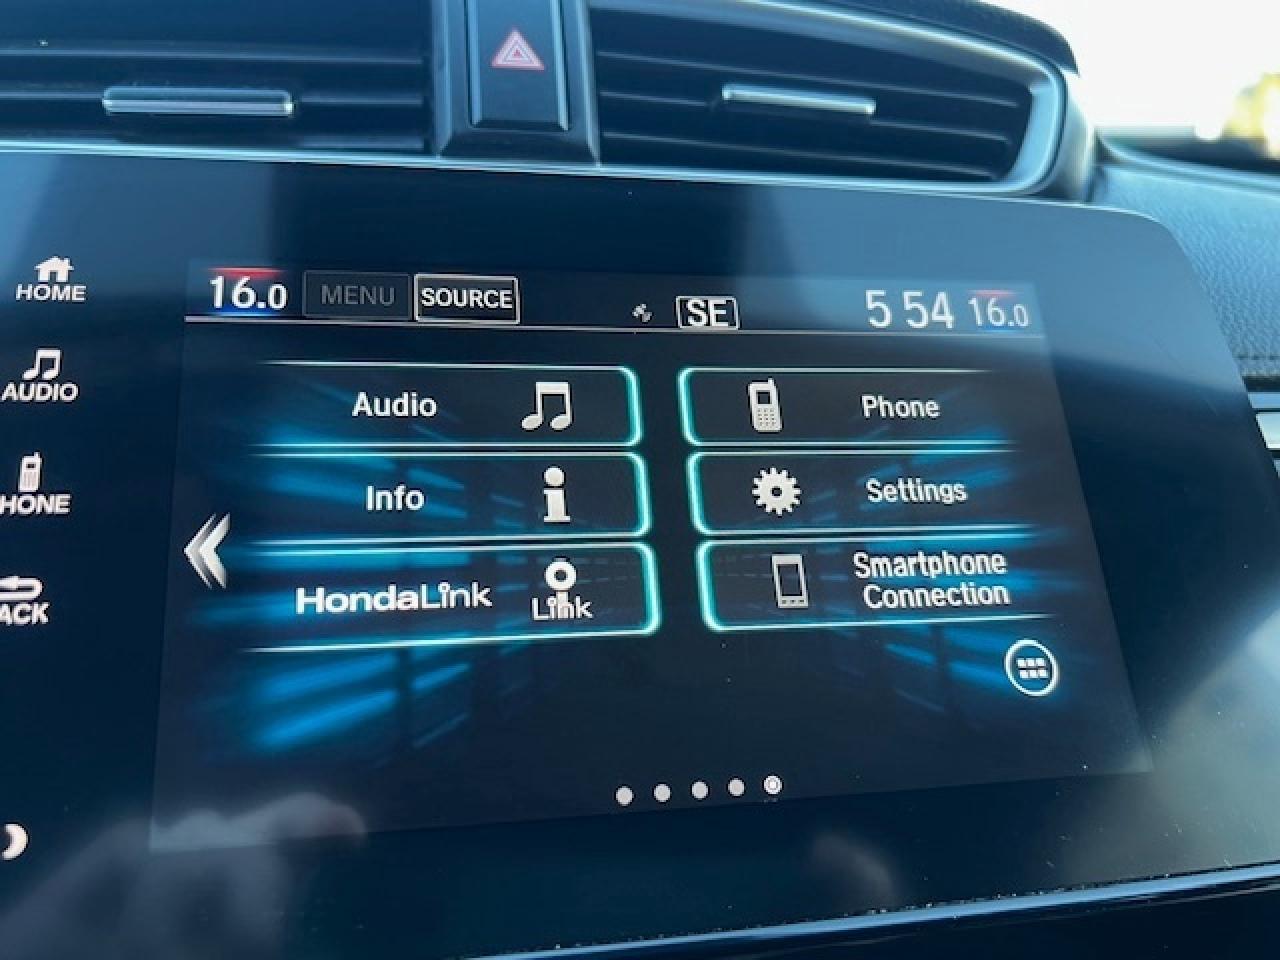 HOME
AUDIO
HONE
ACK
16.0 MENU SOURCE SE 5 54 16.0
Audio
Phone
Info
Settings
HondaLink
Link
Smartphone
Connection